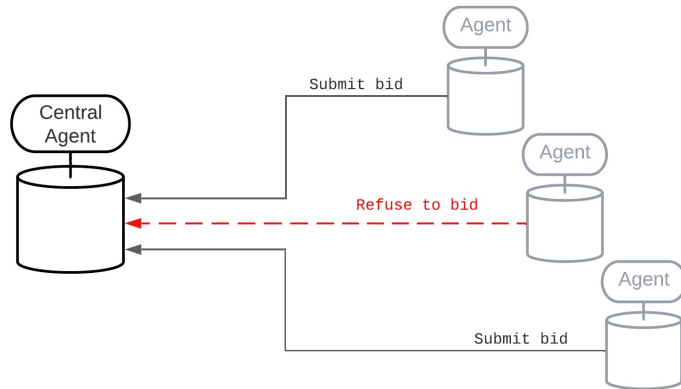 Agent
Submit bid
Central
Agent
Agent
Refuse to bid
Agent
Submit bid